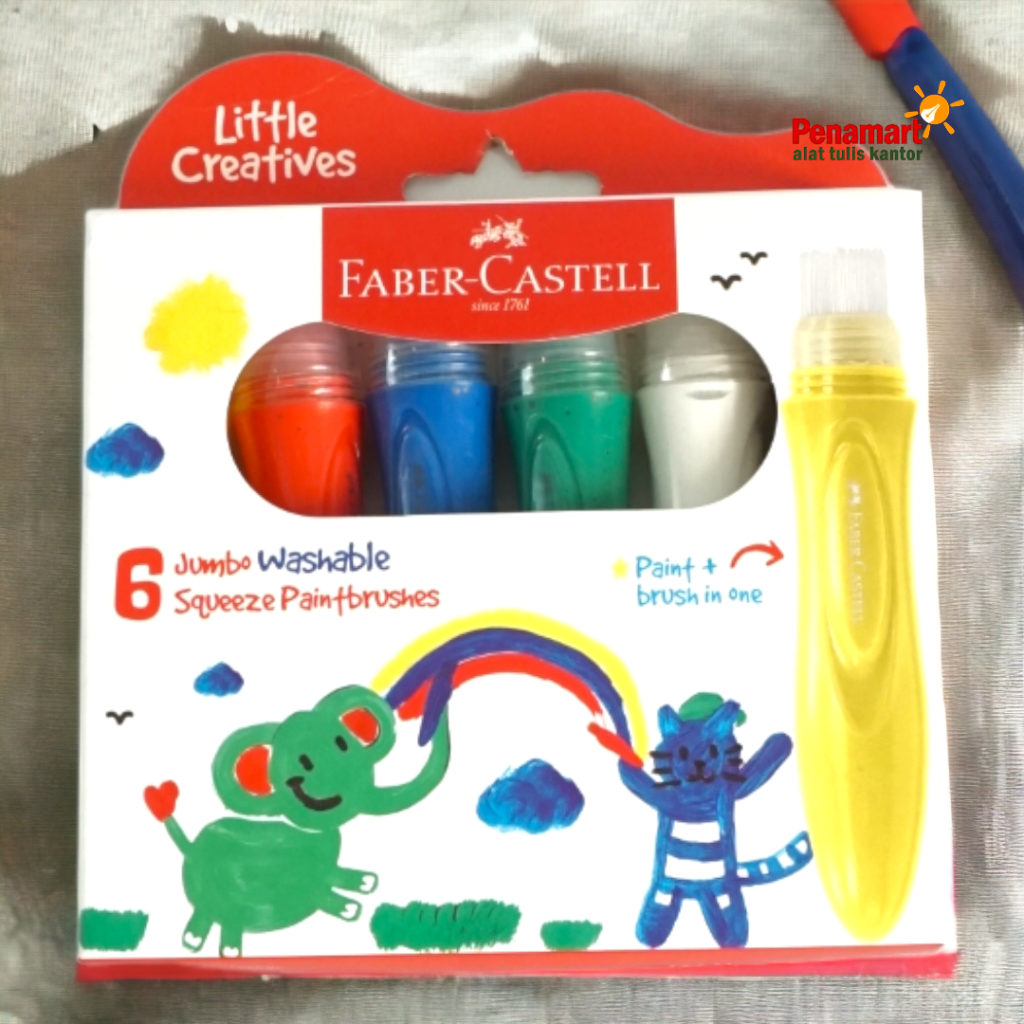 Little
Creatives
Penamart
alat tulis kantor
FABER-CASTELL
since 1761
6 Jumbo Washable
Squeeze Paintbrushes
Paint +
brush in one
FABER-CASTELL